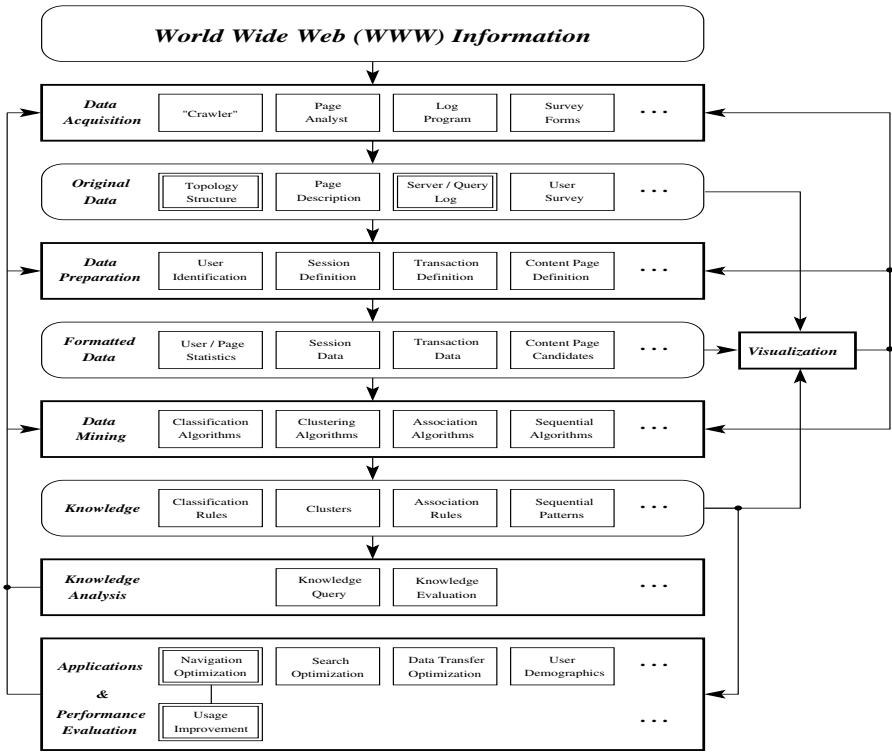 World Wide Web (WWW) Information
Data
Acquisition
"Crawler"
Page
Analyst
Log
Program
Survey
Forms
...
Original
Data
Topology
Structure
Page
Description
Server / Query
Log
User
Survey
...
Data
Preparation
User
Identification
Session
Definition
Transaction
Definition
Content Page
Definition
...
Formatted
Data
User / Page
Statistics
Session
Data
Transaction
Data
Content Page
Candidates
...
Visualization
Data
Mining
Classification
Algorithms
Clustering
Algorithms
Association
Algorithms
Sequential
Algorithms
...
Knowledge
Classification
Rules
Clusters
Association
Rules
Sequential
Patterns
...
Knowledge
Analysis
Knowledge
Query
Knowledge
Evaluation
...
Applications
&
Performance
Evaluation
Navigation
Optimization
Search
Optimization
Data Transfer
Optimization
User
Demographics
...
Usage
Improvement
...